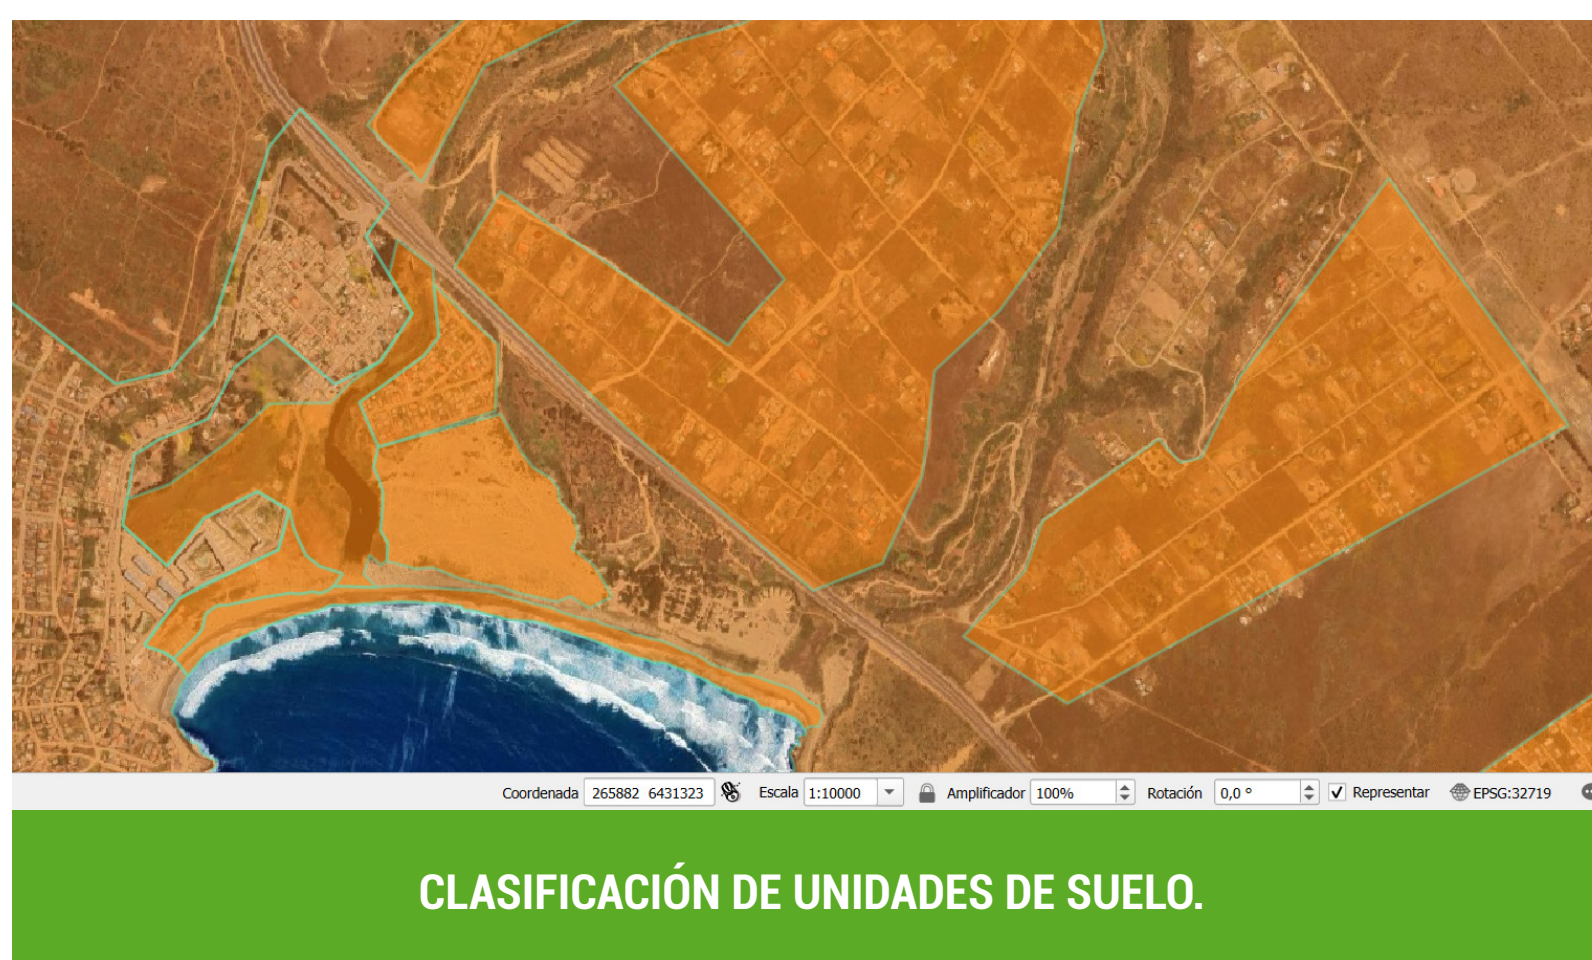 Coordenada 265882 6431323 Escala 1:10000 Amplificador 100% Rotación 0,0 ° Representar EPSG:32719
CLASIFICACIÓN DE UNIDADES DE SUELO.